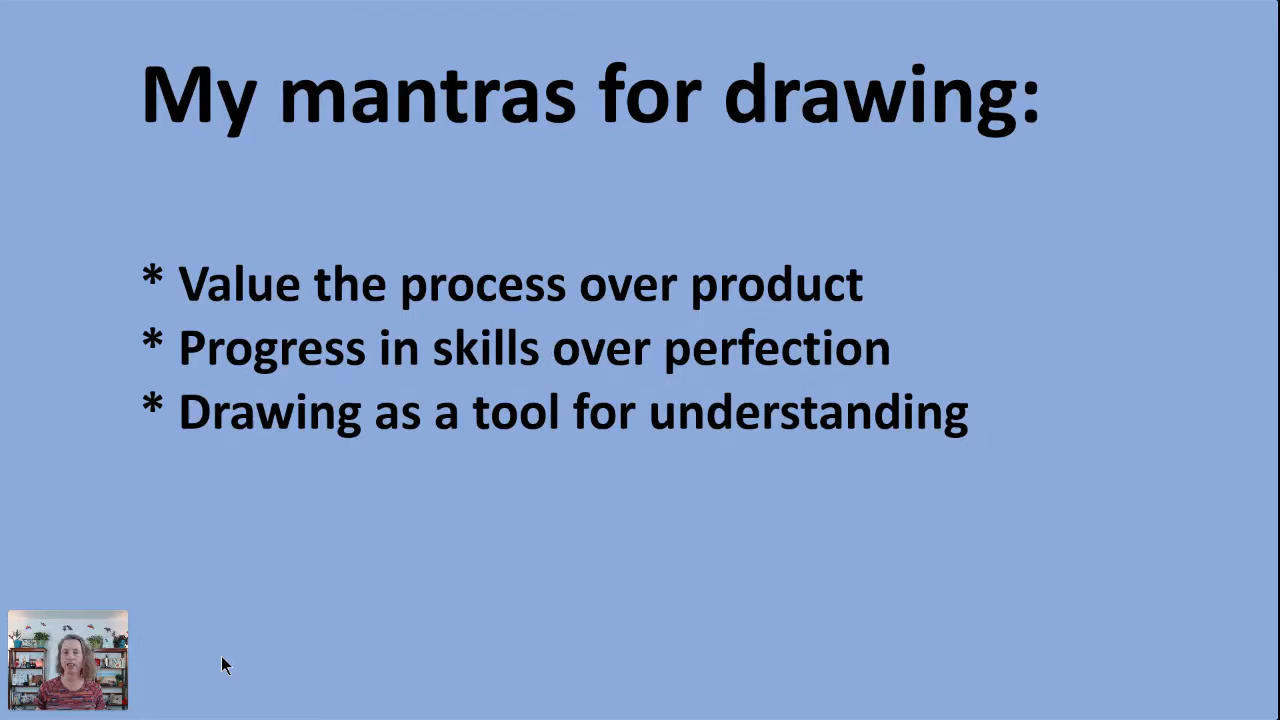 My mantras for drawing:
* Value the process over product
* Progress in skills over perfection
* Drawing as a tool for understanding